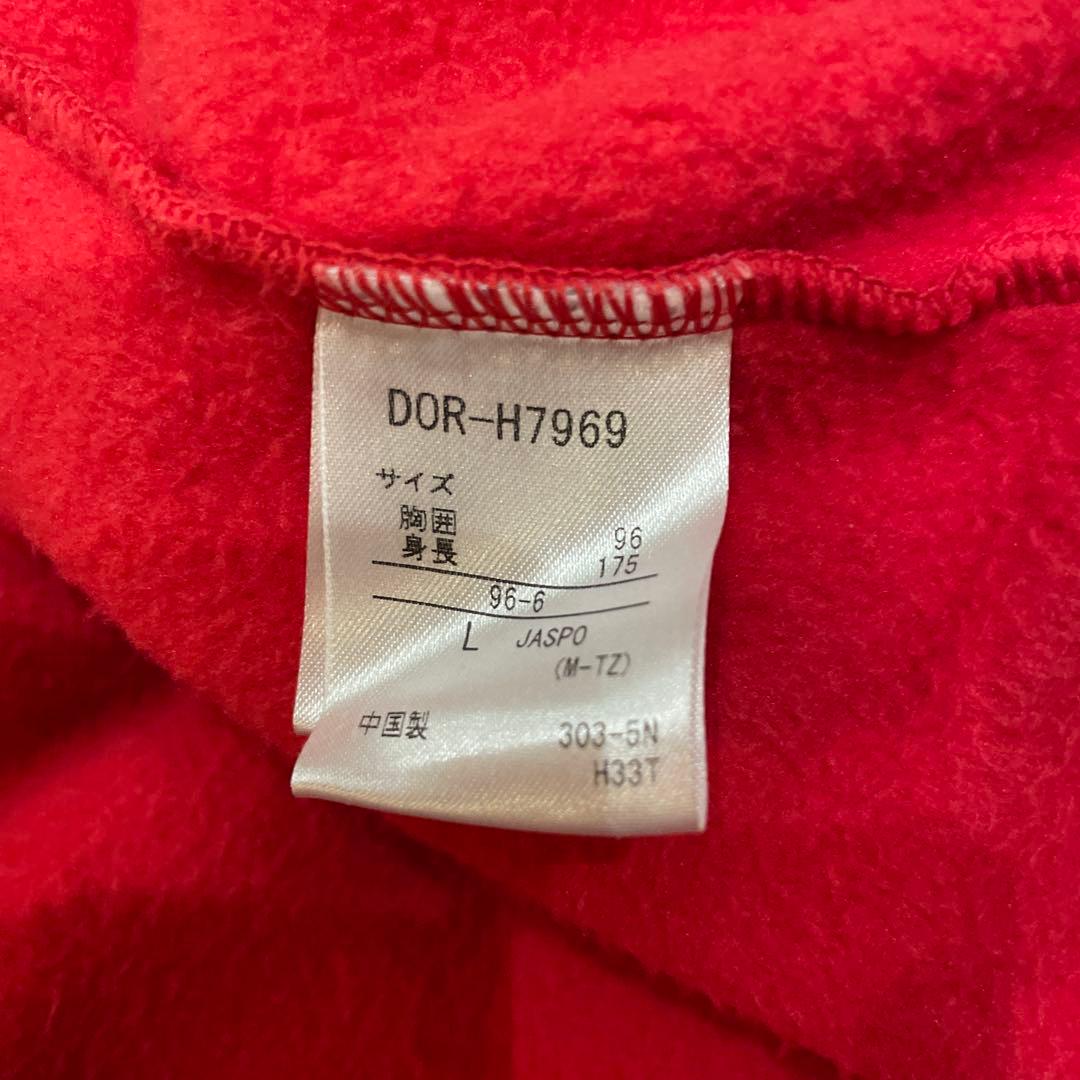 DOR-H7969
サイズ
胸囲 96
身長 175
96-6
L JASPO
(M-TZ)
中国製 303-5N
H33T